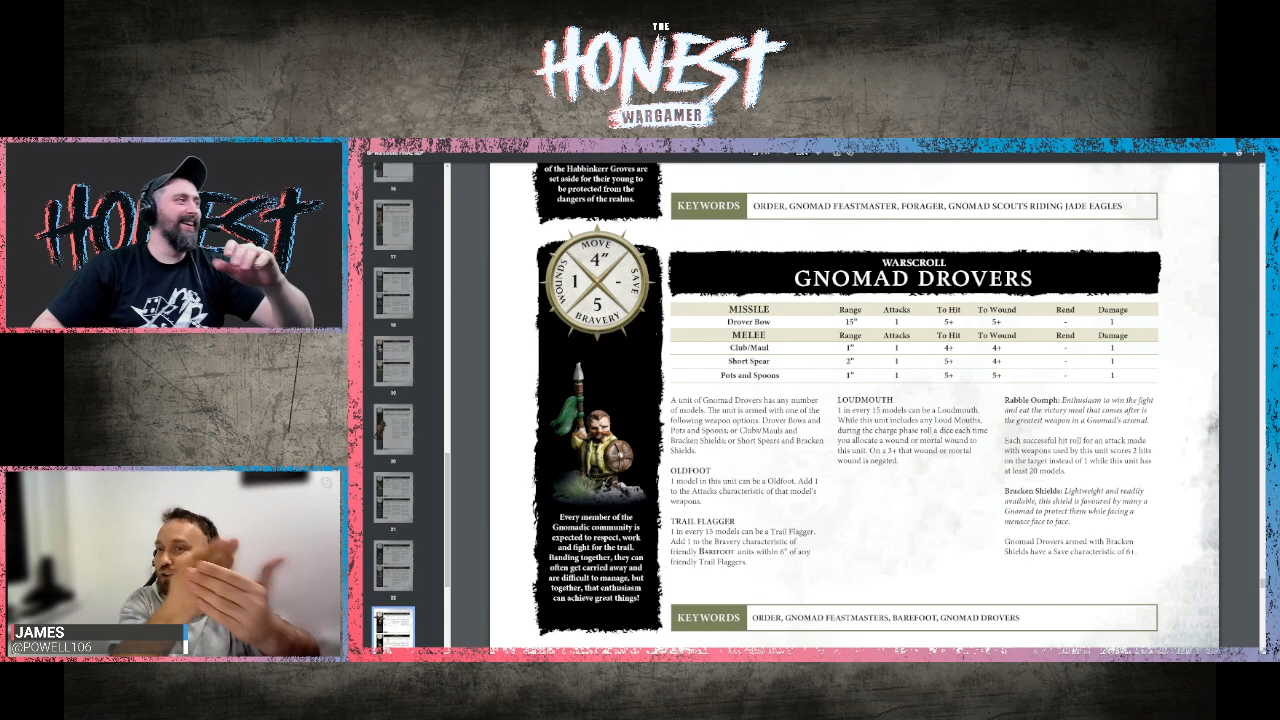 THE
HONEST
WARGAMER
HONEST
JAMES
@POWELL106
16
17
18
19
20
21
22
of the Habbinkerr Groves are
set aside for their young to
be protected from the
dangers of the realms.
KEYWORDS ORDER, GNOMAD FEASTMASTER, FORAGER, GNOMAD SCOUTS RIDING JADE EAGLES
MOVE
4"
WOUNDS 1 - SAVE
5
BRAVERY
WARSCROLL
GNOMAD DROVERS
MISSILE Range Attacks To Hit To Wound Rend Damage
Drover Bow 15" 1 5+ 5+ - 1
MELEE Range Attacks To Hit To Wound Rend Damage
Club/Maul 1" 1 4+ 4+ - 1
Short Spear 2" 1 5+ 4+ - 1
Pots and Spoons 1" 1 5+ 5+ - 1
A unit of Gnomad Drovers has any number
of models. The unit is armed with one of the
following weapon options: Drover Bows and
Pots and Spoons; or Clubs/Mauls and
Bracken Shields; or Short Spears and Bracken
Shields.
OLDFOOT
1 model in this unit can be a Oldfoot. Add 1
to the Attacks characteristic of that model's
weapons.
TRAIL FLAGGER
1 in every 15 models can be a Trail Flagger.
Add 1 to the Bravery characteristic of
friendly BAREFOOT units within 6" of any
friendly Trail Flaggers.
LOUDMOUTH
1 in every 15 models can be a Loudmouth.
While this unit includes any Loud Mouths,
during the charge phase roll a dice each time
you allocate a wound or mortal wound to
this unit. On a 3+ that wound or mortal
wound is negated.
Rabble Oomph: Enthusiasm to win the fight
and eat the victory meal that comes after is
the greatest weapon in a Gnomad's arsenal.
Each successful hit roll for an attack made
with weapons used by this unit scores 2 hits
on the target instead of 1 while this unit has
at least 20 models.
Bracken Shields: Lightweight and readily
available, this shield is favoured by many a
Gnomad to protect them while facing a
menace face to face.
Gnomad Drovers armed with Bracken
Shields have a Save characteristic of 6+.
Every member of the
Gnomadic community is
expected to respect, work
and fight for the trail.
Banding together, they can
often get carried away and
are difficult to manage, but
together, that enthusiasm
can achieve great things!
KEYWORDS ORDER, GNOMAD FEASTMASTERS, BAREFOOT, GNOMAD DROVERS